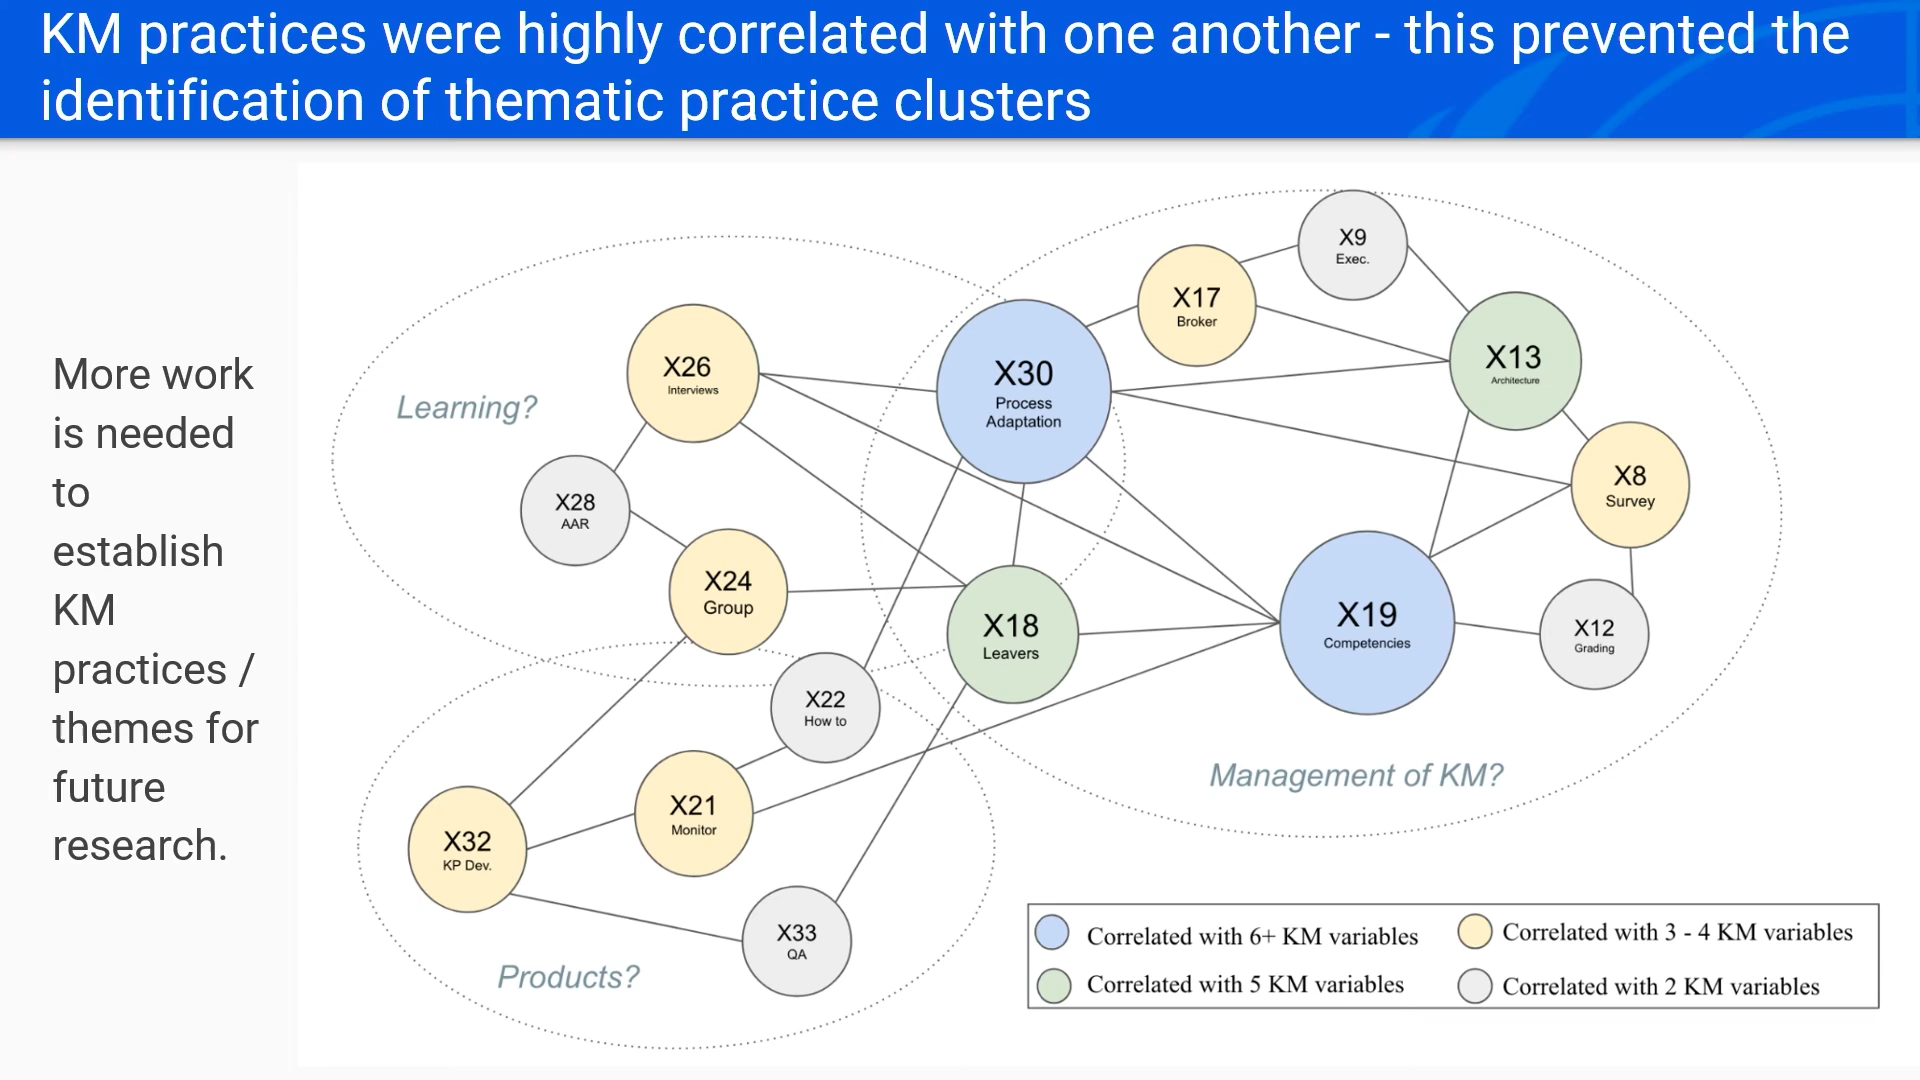 KM practices were highly correlated with one another - this prevented the
identification of thematic practice clusters
More work
is needed
to
establish
KM
practices /
themes for
future
research.
Learning?
X26
Interviews
X28
AAR
X24
Group
X30
Process
Adaptation
X17
Broker
X9
Exec.
X13
Architecture
X8
Survey
X19
Competencies
X12
Grading
X18
Leavers
Management of KM?
X22
How to
X21
Monitor
X32
KP Dev.
X33
QA
Products?
Correlated with 6+ KM variables
Correlated with 3 - 4 KM variables
Correlated with 5 KM variables
Correlated with 2 KM variables